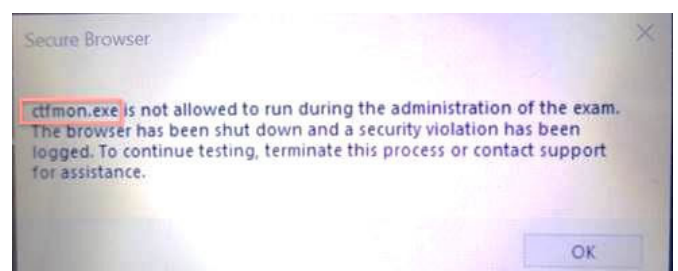 Secure Browser
ctfmon.exe is not allowed to run during the administration of the exam.
The browser has been shut down and a security violation has been
logged. To continue testing, terminate this process or contact support
for assistance.
OK